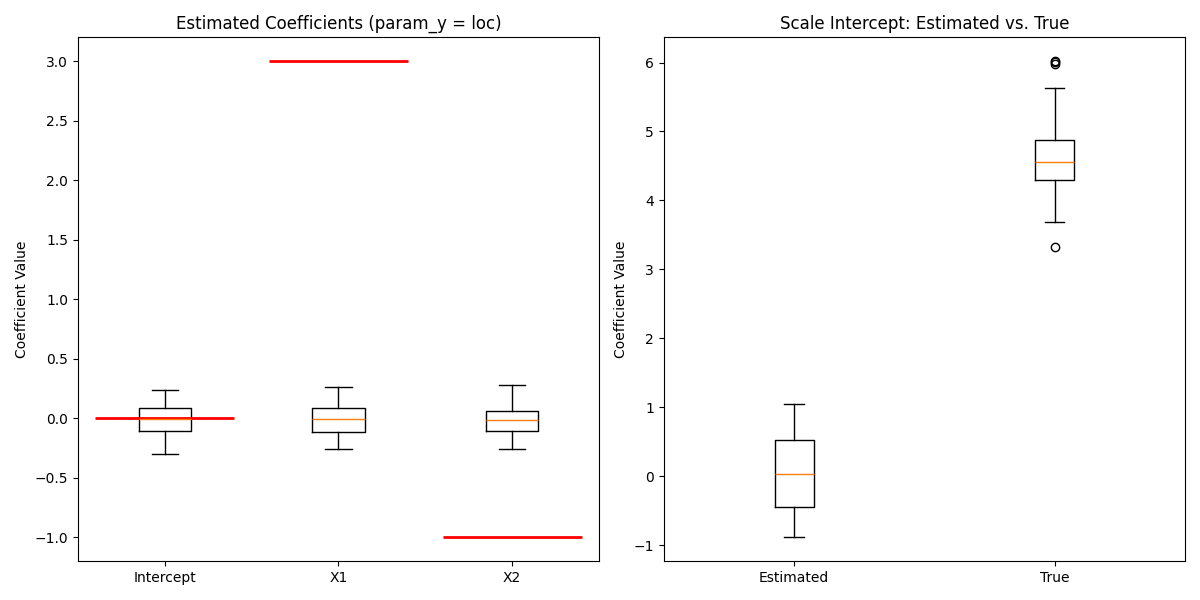 Estimated Coefficients (param_y = loc)
Coefficient Value
3.0
2.5
2.0
1.5
1.0
0.5
0.0
−0.5
−1.0
Intercept X1 X2
Scale Intercept: Estimated vs. True
Coefficient Value
6
5
4
3
2
1
0
−1
Estimated True